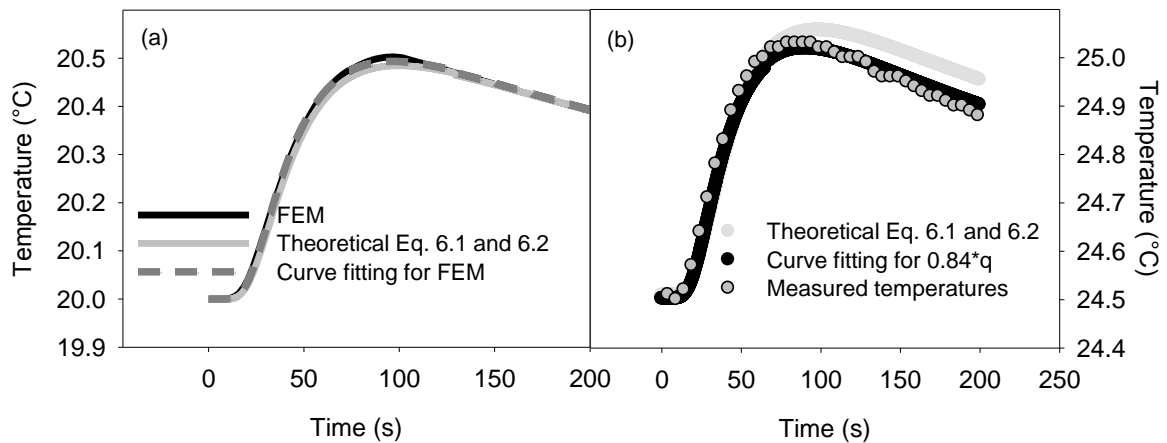 (a)
Temperature (°C)
20.5
20.4
20.3
20.2
20.1
20.0
19.9
FEM
Theoretical Eq. 6.1 and 6.2
Curve fitting for FEM
0 50 100 150 200
Time (s)
(b)
Theoretical Eq. 6.1 and 6.2
Curve fitting for 0.84*q
Measured temperatures
25.0
24.9
24.8
24.7
24.6
24.5
24.4
Temperature (°C)
0 50 100 150 200 250
Time (s)